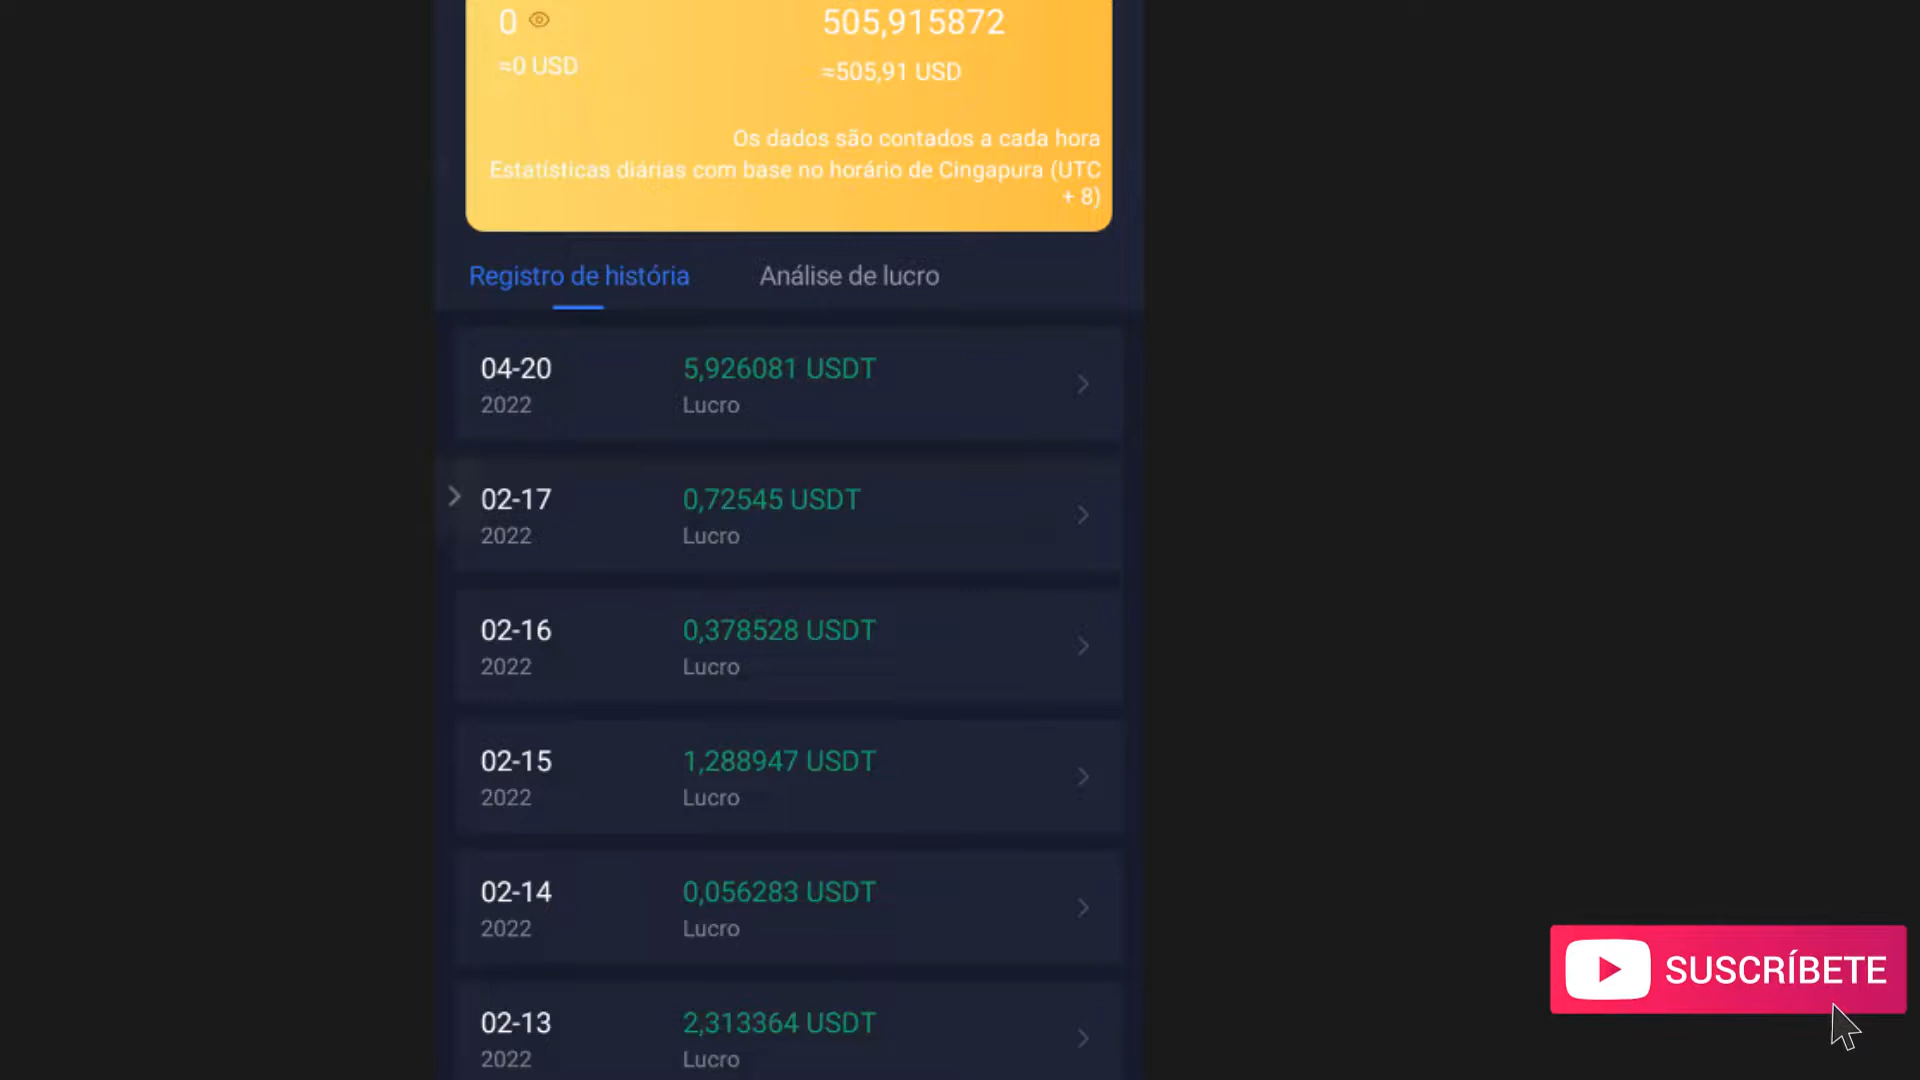 0
505,915872
≈0 USD
≈505,91 USD
Os dados são contados a cada hora
Estatísticas diárias com base no horário de Cingapura (UTC
+ 8)
Registro de história
Análise de lucro
04-20
5,926081 USDT
2022
Lucro
02-17
0,72545 USDT
2022
Lucro
02-16
0,378528 USDT
2022
Lucro
02-15
1,288947 USDT
2022
Lucro
02-14
0,056283 USDT
2022
Lucro
02-13
2,313364 USDT
2022
Lucro
SUSCRÍBETE